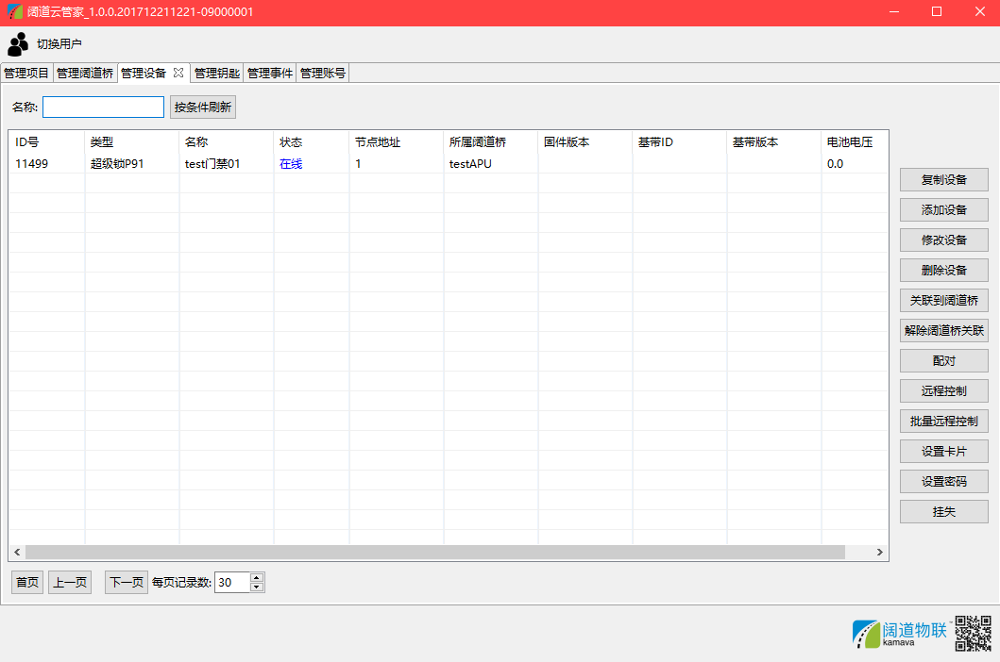 阔道云管家_1.0.0.201712211221-09000001
切换用户
管理项目 管理阔道桥 管理设备 管理钥匙 管理事件 管理账号
名称: 按条件刷新
ID号 类型 名称 状态 节点地址 所属阔道桥 固件版本 基带ID 基带版本 电池电压
11499 超级锁P91 test门禁01 在线 1 testAPU 0.0
复制设备
添加设备
修改设备
删除设备
关联到阔道桥
解除阔道桥关联
配对
远程控制
批量远程控制
设置卡片
设置密码
挂失
首页 上一页 下一页 每页记录数: 30
阔道物联
kamava